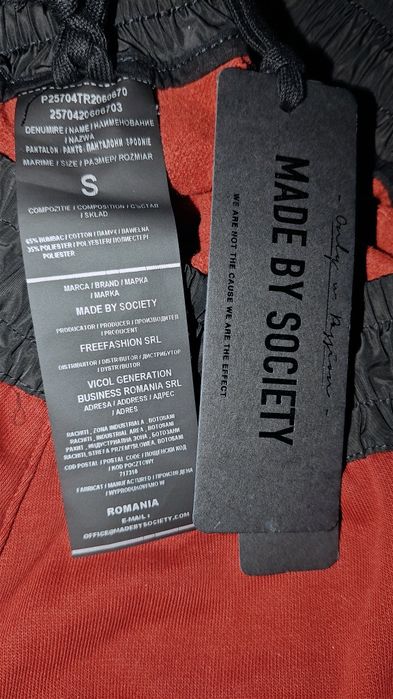 P25704TR2060670
2570420606703
DENUMIRE / NAME / НАИМЕНОВАНИЕ
/ NAZWA
PANTALON PANTS ПАНТАЛОНИ SPODNIE
MARIME / SIZE / РАЗМЕР/ ROZMIAR
S
COMPOZITIE / COMPOSITION / СЪСТАВ
/ SKŁAD
65% BUMBAC / COTTON / ПАМУК / BAWEŁNA
35% POLIESTER / POLYESTER / ПОЛИЕСТЕР/
POLIESTER
MARCA / BRAND / МАРКА
/ MARKA
MADE BY SOCIETY
PRODUCATOR / PRODUCER / ПРОИЗВОДИТЕЛ
/ PRODUCENT
FREEFASHION SRL
DISTRIBUITOR / DISTRIBUTOR / ДИСТРИБУТОР
/ DYSTRYBUTOR
VICOL GENERATION
BUSINESS ROMANIA SRL
ADRESA / ADDRESS / АДРЕС
/ ADRES
RACHITI , ZONA INDUSTRIALA , BOTOSANI
RACHITI, INDUSTRIAL AREA , BOTOSANI
ИНДУСТРИАЛНА ЗОНА , БОТОШАНИ
RACHITI, STREFA PRZEMYSŁOWA, BOTOSANI
COD POSTAL / POSTAL CODE / ПОЩЕНСКИ КОД
/ KOD POCZTOWY
717310
FABRICAT / MANUFACTURED / ПРОИЗВЕДЕНА
/ WYPRODUKOWANO W
ROMANIA
E-MAIL :
OFFICE@MADEBYSOCIETY.COM
- Only a Passion -
MADE BY SOCIETY
WE ARE NOT THE CAUSE WE ARE THE EFFECT